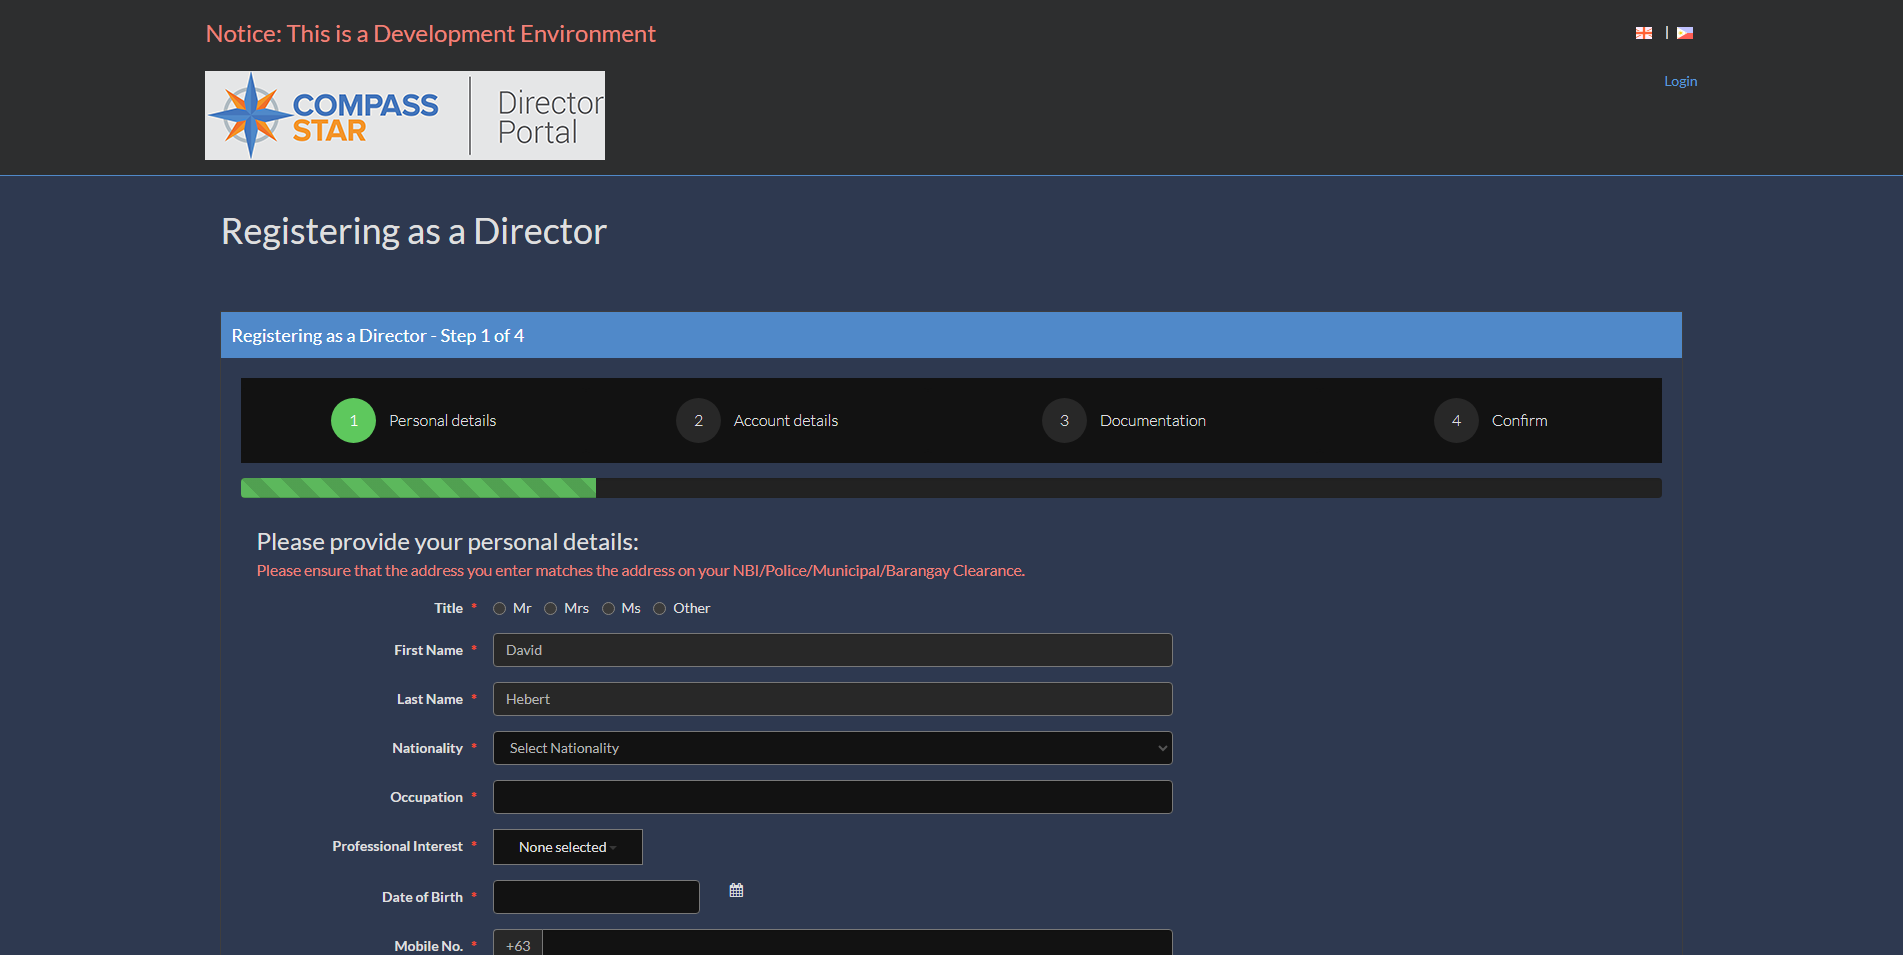 Notice: This is a Development Environment
|
Login
COMPASS
STAR
Director
Portal
Registering as a Director
Registering as a Director - Step 1 of 4
1 Personal details 2 Account details 3 Documentation 4 Confirm
Please provide your personal details:
Please ensure that the address you enter matches the address on your NBI/Police/Municipal/Barangay Clearance.
Title * Mr Mrs Ms Other
First Name * David
Last Name * Hebert
Nationality * Select Nationality
Occupation *
Professional Interest * None selected
Date of Birth *
Mobile No. * +63